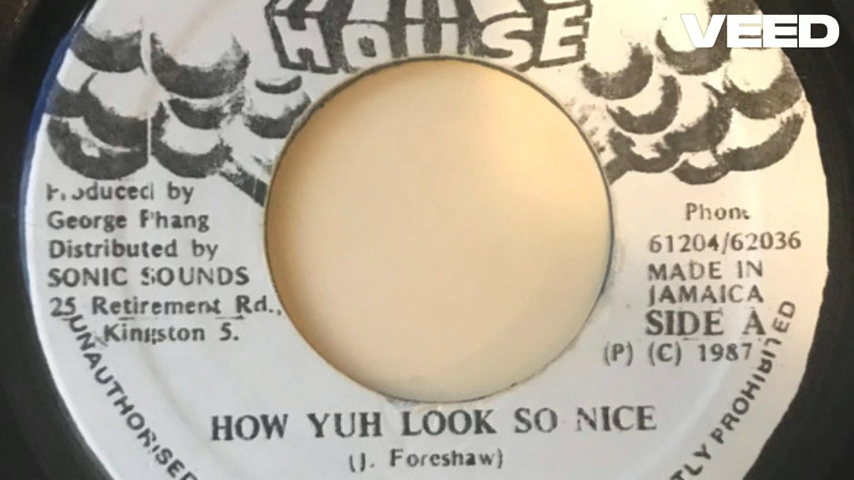 VEED
HOUSE
Produced by
George Phang
Distributed by
SONIC SOUNDS
25 Retirement Rd.,
Kingston 5.
Phone
61204/62036
MADE IN
JAMAICA
SIDE A
(P) (C) 1987
UNAUTHORISED
TLY PROHIBITED
HOW YUH LOOK SO NICE
(J. Foreshaw)